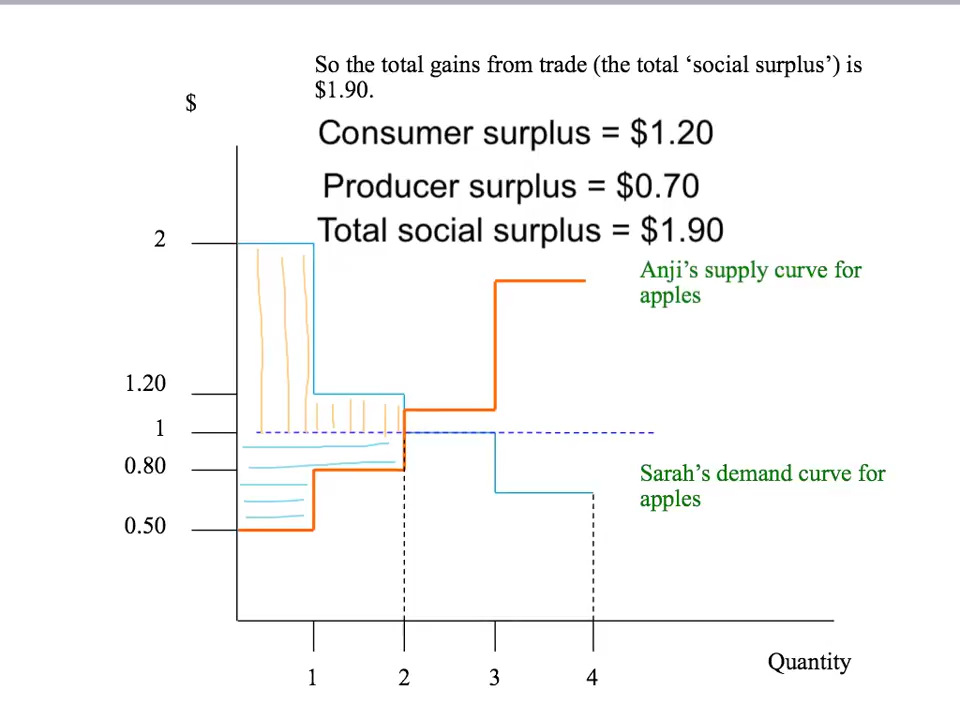 So the total gains from trade (the total ‘social surplus’) is
$1.90.
$
Consumer surplus = $1.20
Producer surplus = $0.70
Total social surplus = $1.90
2
Anji’s supply curve for
apples
1.20
1
0.80
Sarah’s demand curve for
apples
0.50
1
2
3
4
Quantity